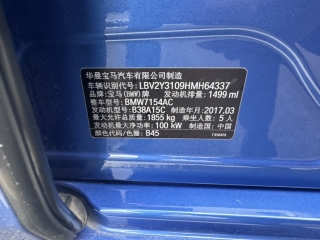 华晨宝马汽车有限公司制造
车辆识别代号: LBV2Y3109HMH64337
品牌: 宝马(BMW)牌 发动机排量: 1499 ml
整车型号: BMW7154AC
发动机型号: B38A15C 制造年月: 2017.03
最大允许总质量: 1855 kg 乘坐人数: 5 人
发动机最大净功率: 100 kW 制造国: 中国
颜色代码/色圈: B45